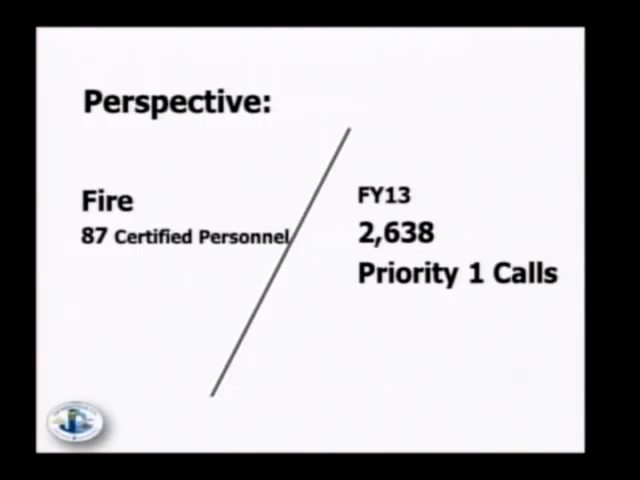 Perspective:
Fire
87 Certified Personnel
FY13
2,638
Priority 1 Calls